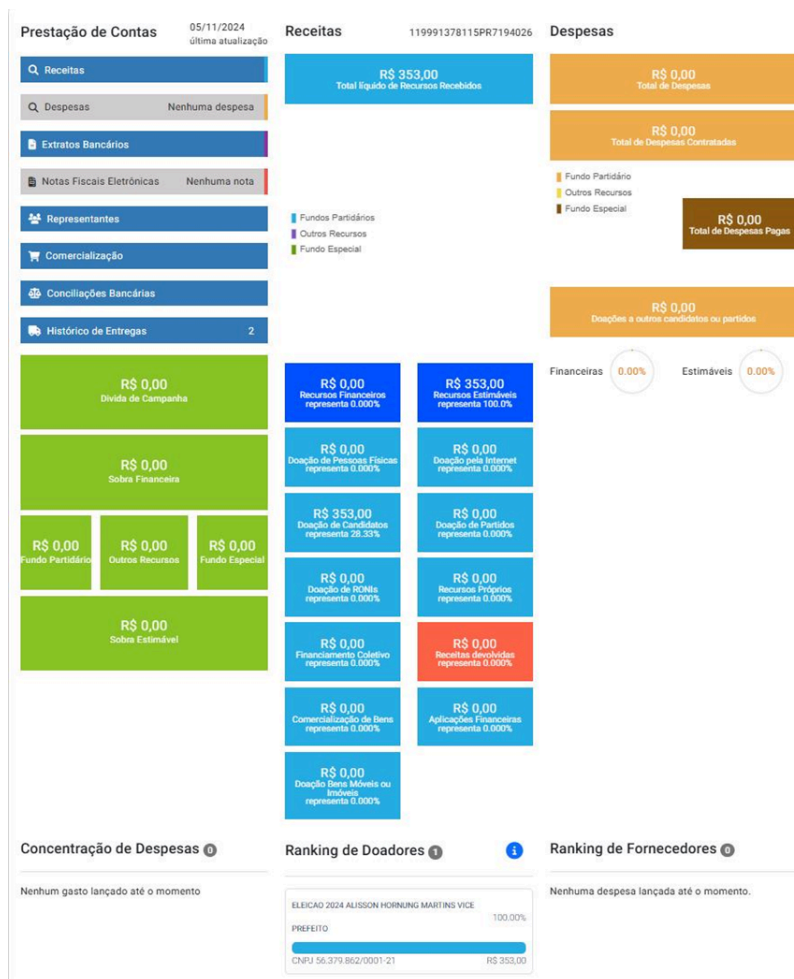 Prestação de Contas
05/11/2024
última atualização
Receitas
Despesas
Nenhuma despesa
Extratos Bancários
Notas Fiscais Eletrônicas
Nenhuma nota
Representantes
Comercialização
Conciliações Bancárias
Histórico de Entregas
2
R$ 0,00
Dívida de Campanha
R$ 0,00
Sobra Financeira
R$ 0,00
Fundo Partidário
R$ 0,00
Outros Recursos
R$ 0,00
Fundo Especial
R$ 0,00
Sobra Estimável
Receitas
119991378115PR7194026
R$ 353,00
Total líquido de Recursos Recebidos
Fundos Partidários
Outros Recursos
Fundo Especial
R$ 0,00
Recursos Financeiros
representa 0.000%
R$ 353,00
Recursos Estimáveis
representa 100.0%
R$ 0,00
Doação de Pessoas Físicas
representa 0.000%
R$ 0,00
Doação pela Internet
representa 0.000%
R$ 353,00
Doação de Candidatos
representa 28.33%
R$ 0,00
Doação de Partidos
representa 0.000%
R$ 0,00
Doação de RONIs
representa 0.000%
R$ 0,00
Recursos Próprios
representa 0.000%
R$ 0,00
Financiamento Coletivo
representa 0.000%
R$ 0,00
Receitas devolvidas
representa 0.000%
R$ 0,00
Comercialização de Bens
representa 0.000%
R$ 0,00
Aplicações Financeiras
representa 0.000%
R$ 0,00
Doação Bens Móveis ou
Imóveis
representa 0.000%
Despesas
R$ 0,00
Total de Despesas
R$ 0,00
Total de Despesas Contratadas
Fundo Partidário
Outros Recursos
Fundo Especial
R$ 0,00
Total de Despesas Pagas
R$ 0,00
Doações a outros candidatos ou partidos
Financeiras
0.00%
Estimáveis
0.00%
Concentração de Despesas 0
Nenhum gasto lançado até o momento
Ranking de Doadores 1
i
ELEICAO 2024 ALISSON HORNUNG MARTINS VICE
PREFEITO
100.00%
CNPJ 56.379.862/0001-21
R$ 353,00
Ranking de Fornecedores 0
Nenhuma despesa lançada até o momento.